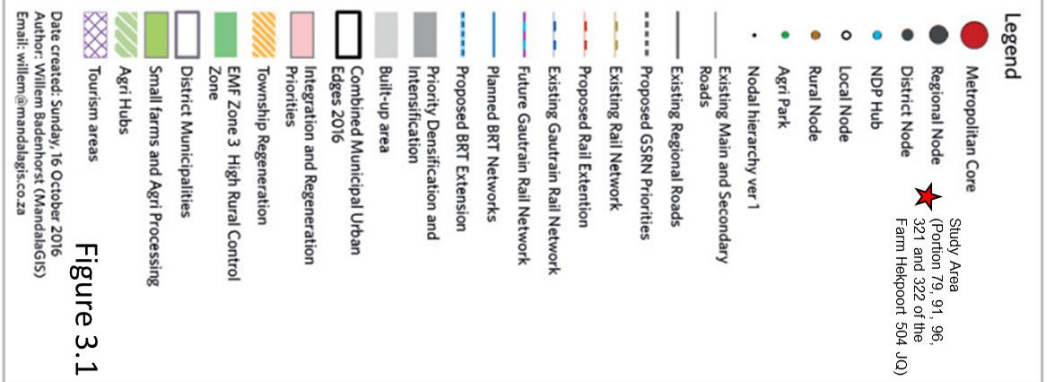 Legend
Metropolitan Core
Regional Node
District Node
NDP Hub
Local Node
Rural Node
Agri Park
Nodal hierarchy ver 1
Existing Main and Secondary
Roads
Existing Regional Roads
Proposed GSRN Priorities
Existing Rail Network
Proposed Rail Extention
Existing Gautrain Rail Network
Future Gautrain Rail Network
Planned BRT Networks
Proposed BRT Extension
Priority Densification and
Intensification
Built-up area
Combined Municipal Urban
Edges 2016
Integration and Regeneration
Priorities
Township Regeneration
EMF Zone 3 High Rural Control
Zone
District Municipalities
Small farms and Agri Processing
Agri Hubs
Tourism areas
Study Area
(Portion 79, 91, 96,
321 and 322 of the
Farm Hekpoort 504 JQ)
Date created: Sunday, 16 October 2016
Author: Willem Badenhorst (MandalaGIS)
Email: willem@mandalagis.co.za
Figure 3.1